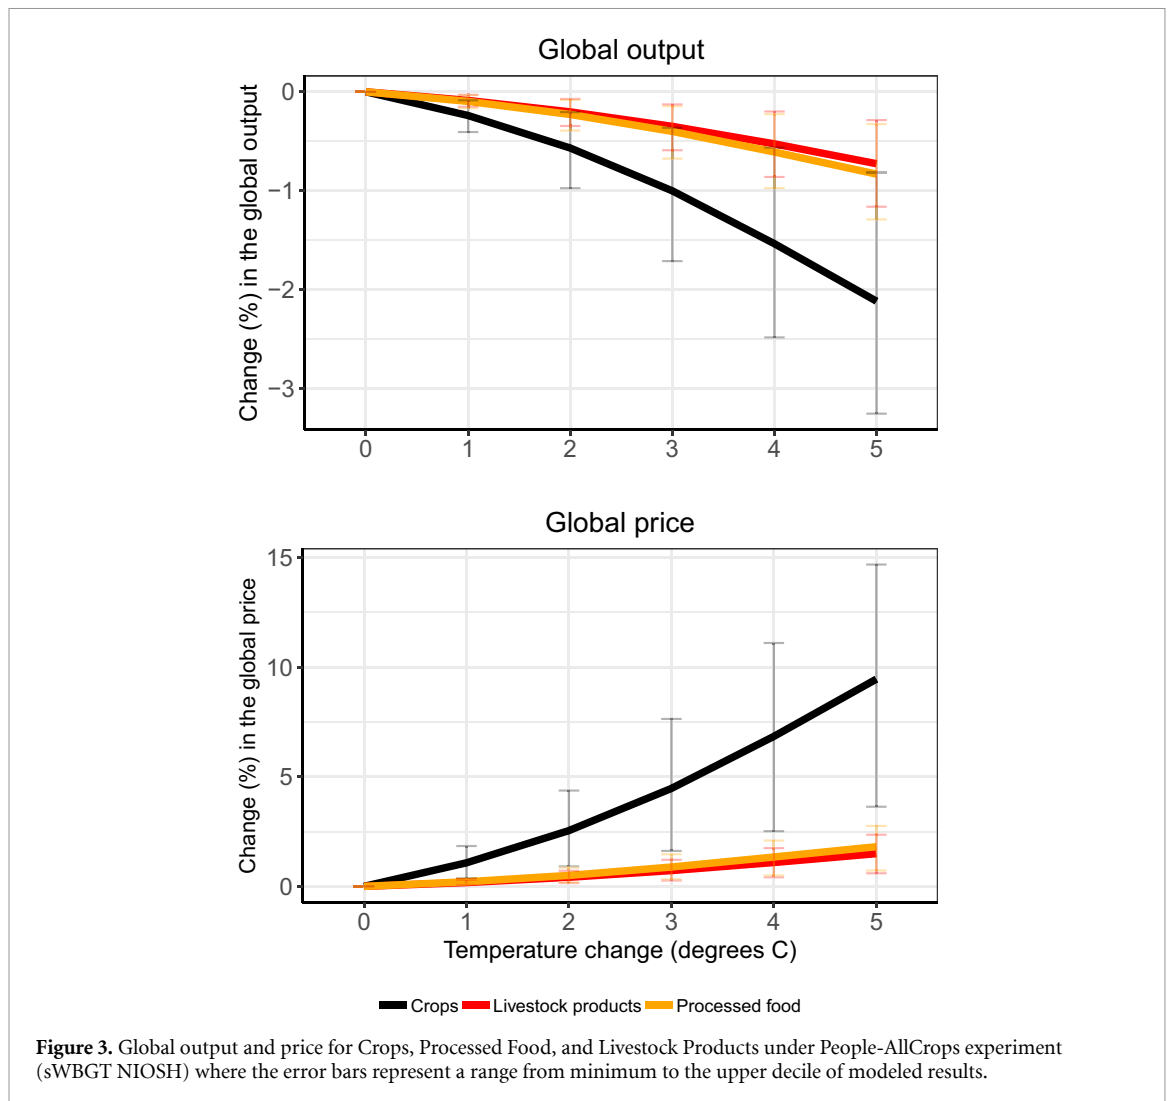 Global output
Change (%) in the global output
0
−1
−2
−3
0 1 2 3 4 5
Global price
Change (%) in the global price
15
10
5
0
0 1 2 3 4 5
Temperature change (degrees C)
Crops Livestock products Processed food
Figure 3. Global output and price for Crops, Processed Food, and Livestock Products under People-AllCrops experiment
(sWBGT NIOSH) where the error bars represent a range from minimum to the upper decile of modeled results.